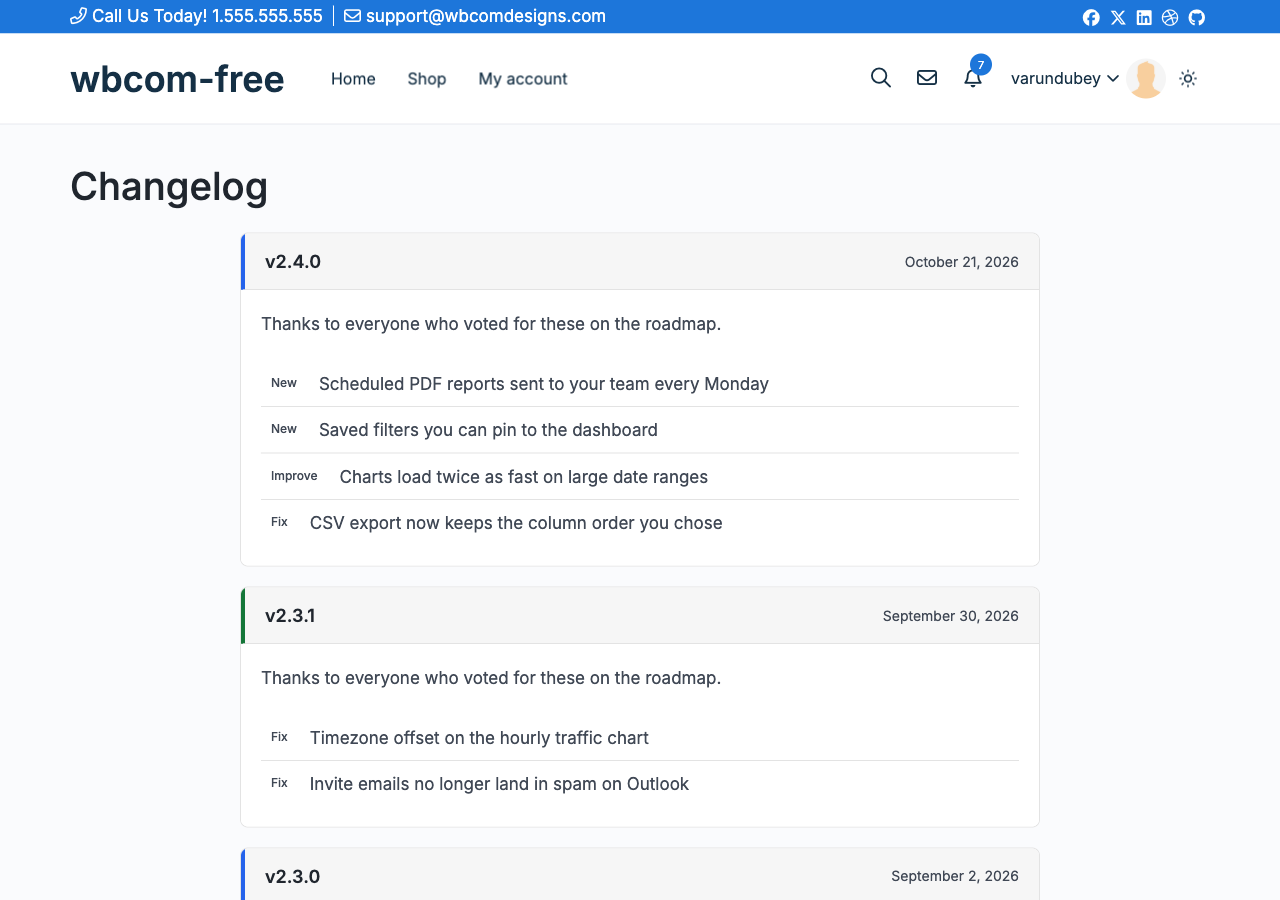 Call Us Today! 1.555.555.555 support@wbcomdesigns.com
wbcom-free Home Shop My account 7 varundubey
Changelog
v2.4.0 October 21, 2026
Thanks to everyone who voted for these on the roadmap.
New Scheduled PDF reports sent to your team every Monday
New Saved filters you can pin to the dashboard
Improve Charts load twice as fast on large date ranges
Fix CSV export now keeps the column order you chose
v2.3.1 September 30, 2026
Thanks to everyone who voted for these on the roadmap.
Fix Timezone offset on the hourly traffic chart
Fix Invite emails no longer land in spam on Outlook
v2.3.0 September 2, 2026